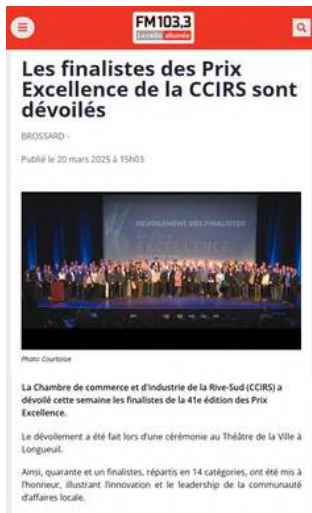 FM103,3
La radio allumée
Les finalistes des Prix
Excellence de la CCIRS sont
dévoilés
BROSSARD -
Publié le 20 mars 2025 à 15h03
DÉVOILEMENT DES FINALISTES
EXCELLENCE
Photo: Courtoisie
La Chambre de commerce et d'industrie de la Rive-Sud (CCIRS) a
dévoilé cette semaine les finalistes de la 41e édition des Prix
Excellence.
Le dévoilement a été fait lors d'une cérémonie au Théâtre de la Ville à
Longueuil.
Ainsi, quarante et un finalistes, répartis en 14 catégories, ont été mis à
l'honneur, illustrant l'innovation et le leadership de la communauté
d'affaires locale.